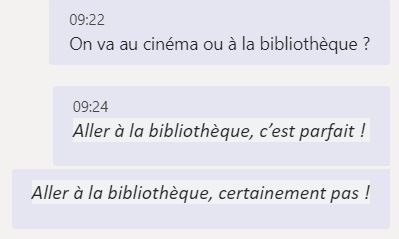 09:22
On va au cinéma ou à la bibliothèque ?
09:24
Aller à la bibliothèque, c’est parfait !
Aller à la bibliothèque, certainement pas !